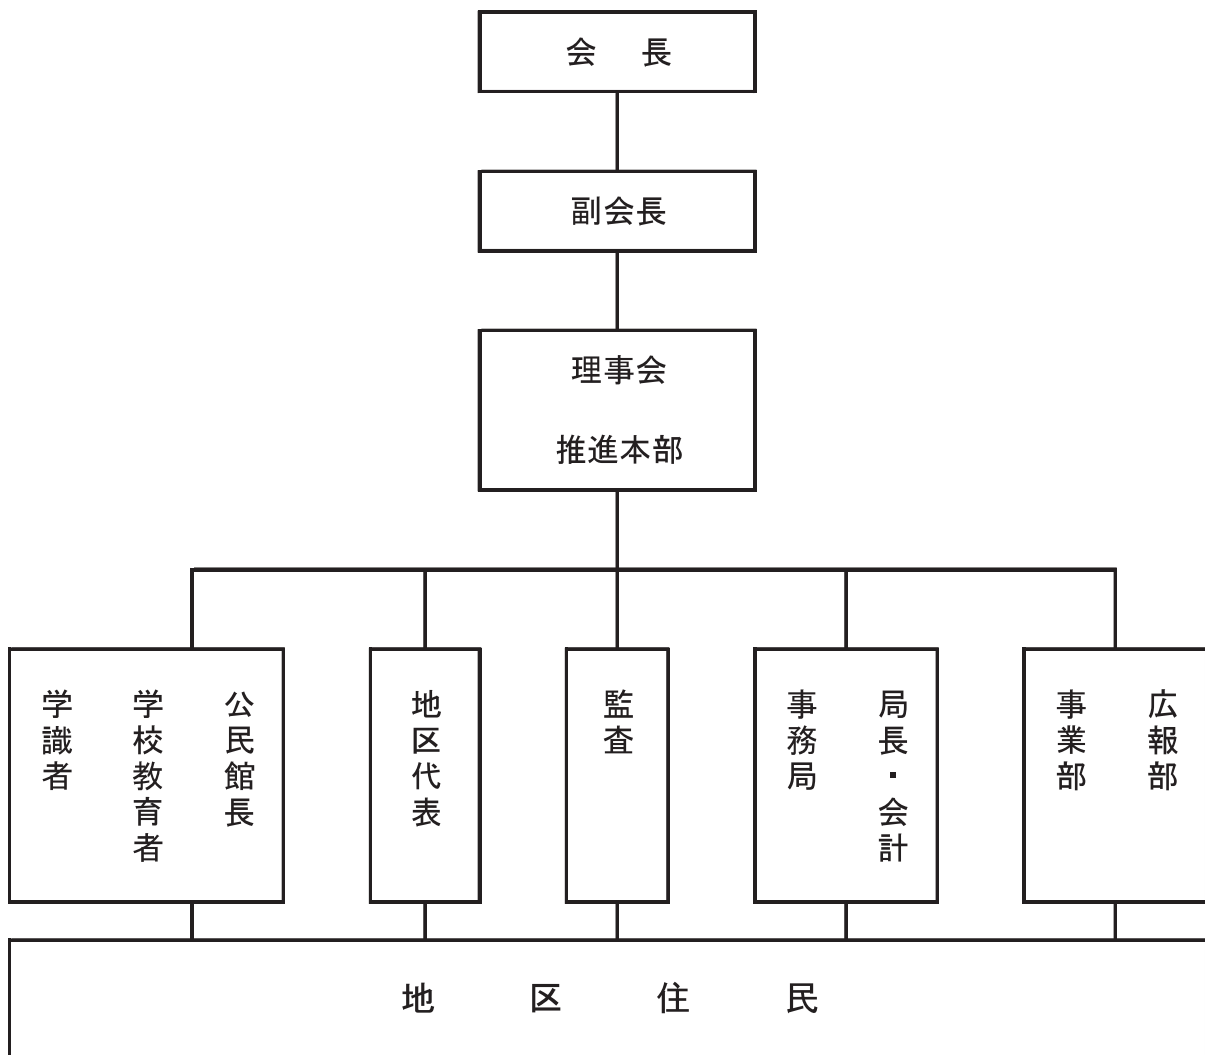 会長
副会長
理事会
推進本部
公民館長
学校教育者
学識者
地区代表
監査
局長・会計
事務局
広報部
事業部
地区住民